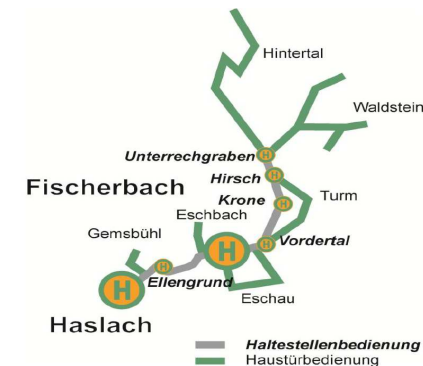 Hintertal
Waldstein
Unterrechgraben
H
Hirsch
H
Fischerbach
Krone
H
Turm
Eschbach
Gemsbühl
H
H
Vordertal
H
Ellengrund
H
Eschau
Haslach
Haltestellenbedienung
Haustürbedienung